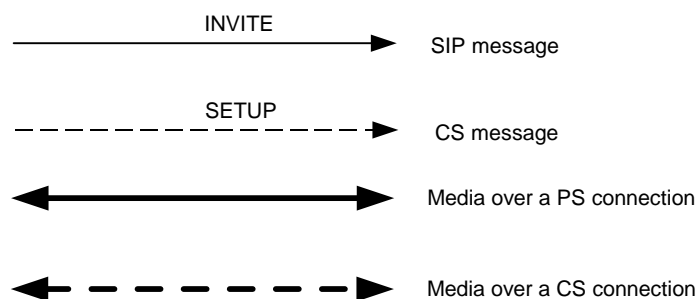 INVITE
SIP message
SETUP
CS message
Media over a PS connection
Media over a CS connection